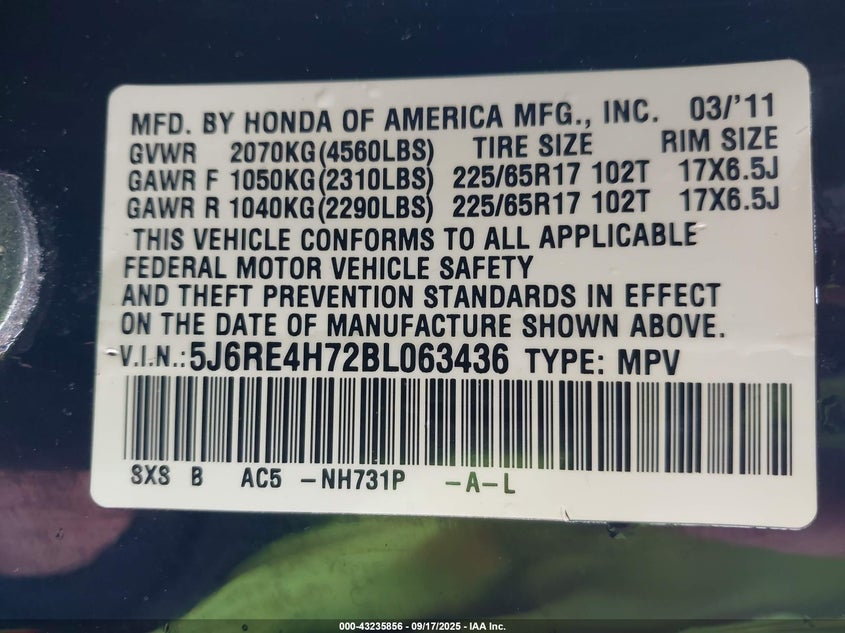 MFD. BY HONDA OF AMERICA MFG., INC. 03/'11
GVWR 2070KG(4560LBS) TIRE SIZE RIM SIZE
GAWR F 1050KG(2310LBS) 225/65R17 102T 17X6.5J
GAWR R 1040KG(2290LBS) 225/65R17 102T 17X6.5J
THIS VEHICLE CONFORMS TO ALL APPLICABLE
FEDERAL MOTOR VEHICLE SAFETY
AND THEFT PREVENTION STANDARDS IN EFFECT
ON THE DATE OF MANUFACTURE SHOWN ABOVE.
V.I.N.:5J6RE4H72BL063436 TYPE: MPV
SXS B AC5 -NH731P -A-L
000-43235856 - 09/17/2025 - IAA Inc.